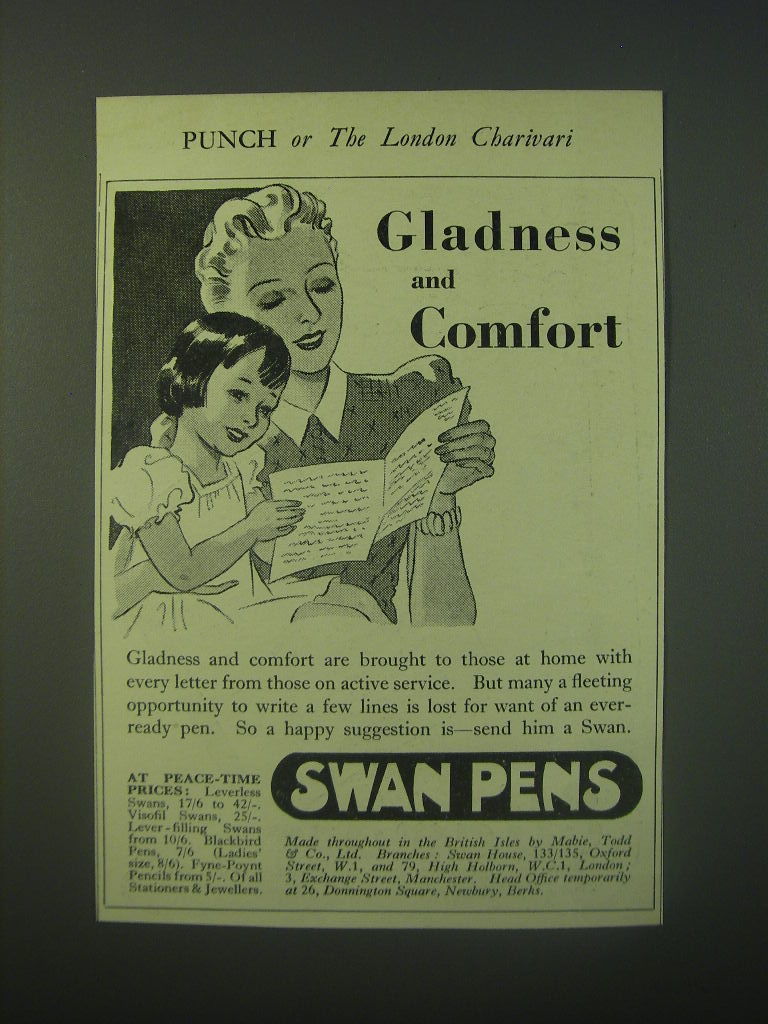 PUNCH or The London Charivari
Gladness
and
Comfort
Gladness and comfort are brought to those at home with
every letter from those on active service. But many a fleeting
opportunity to write a few lines is lost for want of an ever-
ready pen. So a happy suggestion is—send him a Swan.
AT PEACE-TIME
PRICES: Leverless
Swans, 17/6 to 42/-.
Visofil Swans, 25/-.
Lever-filling Swans
from 10/6. Blackbird
Pens, 7/6 (Ladies'
size, 8/6). Fyne-Poynt
Pencils from 5/-. Of all
Stationers & Jewellers.
SWAN PENS
Made throughout in the British Isles by Mabie, Todd
& Co., Ltd. Branches: Swan House, 133/135, Oxford
Street, W.1, and 79, High Holborn, W.C.1, London;
3, Exchange Street, Manchester. Head Office temporarily
at 26, Donnington Square, Newbury, Berks.